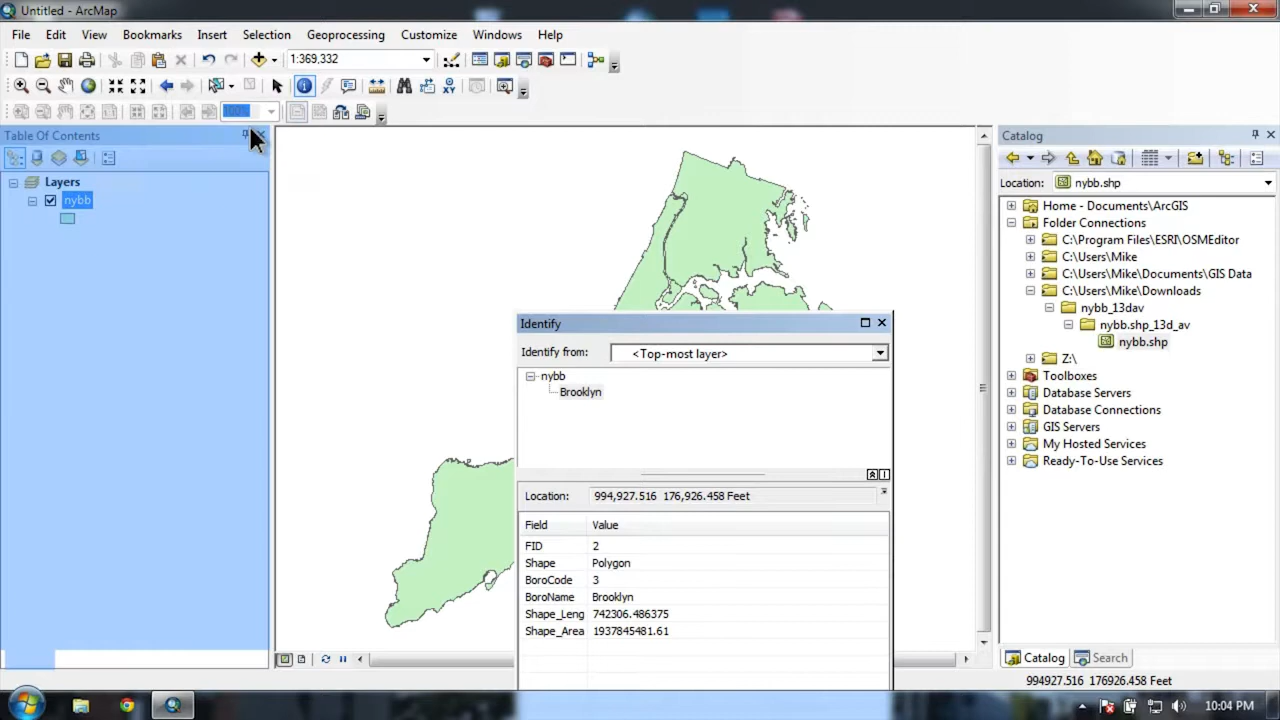 Untitled - ArcMap
File Edit View Bookmarks Insert Selection Geoprocessing Customize Windows Help
1:369,332
100%
Table Of Contents
Layers
nybb
Identify
Identify from: <Top-most layer>
nybb
Brooklyn
Location: 994,927.516 176,926.458 Feet
Field Value
FID 2
Shape Polygon
BoroCode 3
BoroName Brooklyn
Shape_Leng 742306.486375
Shape_Area 1937845481.61
Catalog
Location: nybb.shp
Home - Documents\ArcGIS
Folder Connections
C:\Program Files\ESRI\OSMEditor
C:\Users\Mike
C:\Users\Mike\Documents\GIS Data
C:\Users\Mike\Downloads
nybb_13dav
nybb.shp_13d_av
nybb.shp
Z:\
Toolboxes
Database Servers
Database Connections
GIS Servers
My Hosted Services
Ready-To-Use Services
Catalog Search
994927.516 176926.458 Feet
10:04 PM